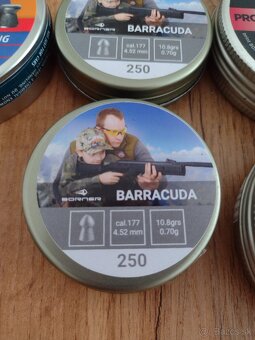 BARRACUDA
cal.177
4.52 mm
10.8grs
0.70g
250
PRO
BARRACUDA
BORNER
cal.177
4.52 mm
10.8grs
0.70g
250